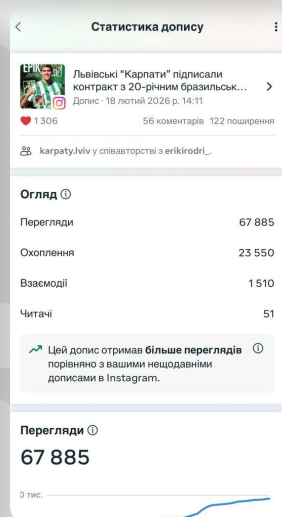 Статистика допису
ЕРІК
Львівські “Карпати” підписали
контракт з 20-річним бразильськ...
Допис · 18 лютий 2026 р. 14:11
1 306
56 коментарів 122 поширення
karpaty.lviv у співавторстві з erikirodri_.
Огляд
Перегляди 67 885
Охоплення 23 550
Взаємодії 1 510
Читачі 51
Цей допис отримав більше переглядів
порівняно з вашими нещодавніми
дописами в Instagram.
Перегляди
67 885
0 тис.